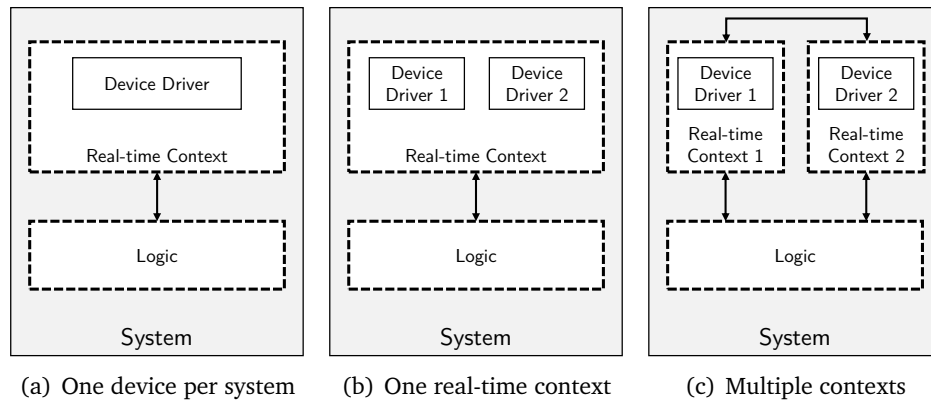 Device Driver
Real-time Context
Logic
System
(a) One device per system
Device
Driver 1
Device
Driver 2
Real-time Context
Logic
System
(b) One real-time context
Device
Driver 1
Real-time
Context 1
Device
Driver 2
Real-time
Context 2
Logic
System
(c) Multiple contexts